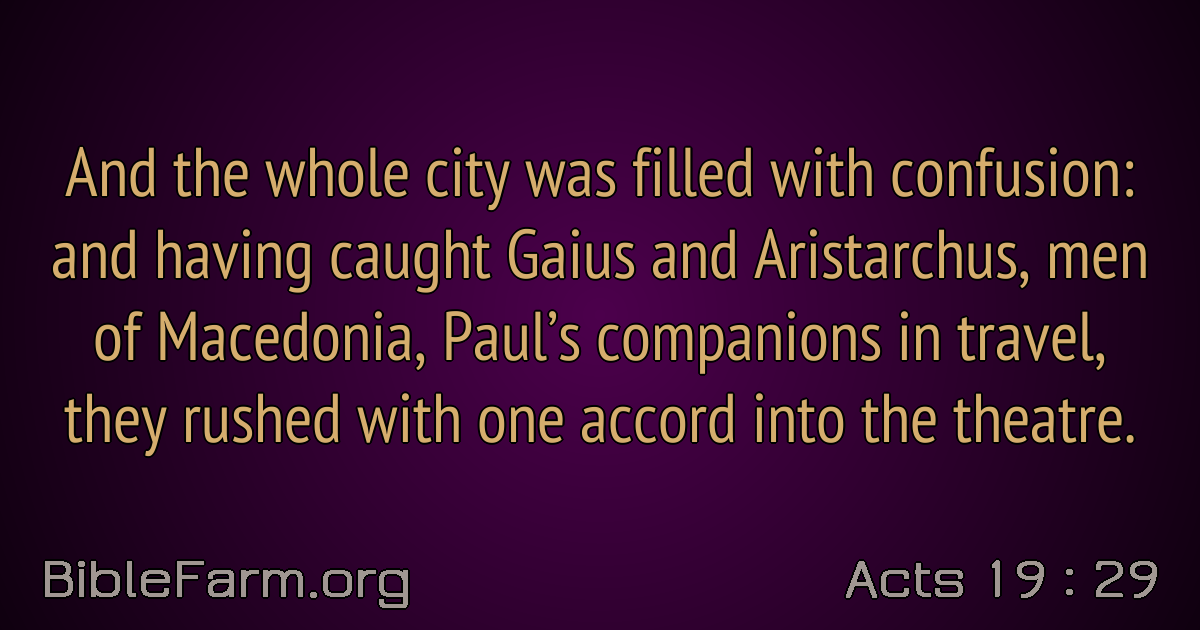 And the whole city was filled with confusion:
and having caught Gaius and Aristarchus, men
of Macedonia, Paul’s companions in travel,
they rushed with one accord into the theatre.
BibleFarm.org
Acts 19 : 29